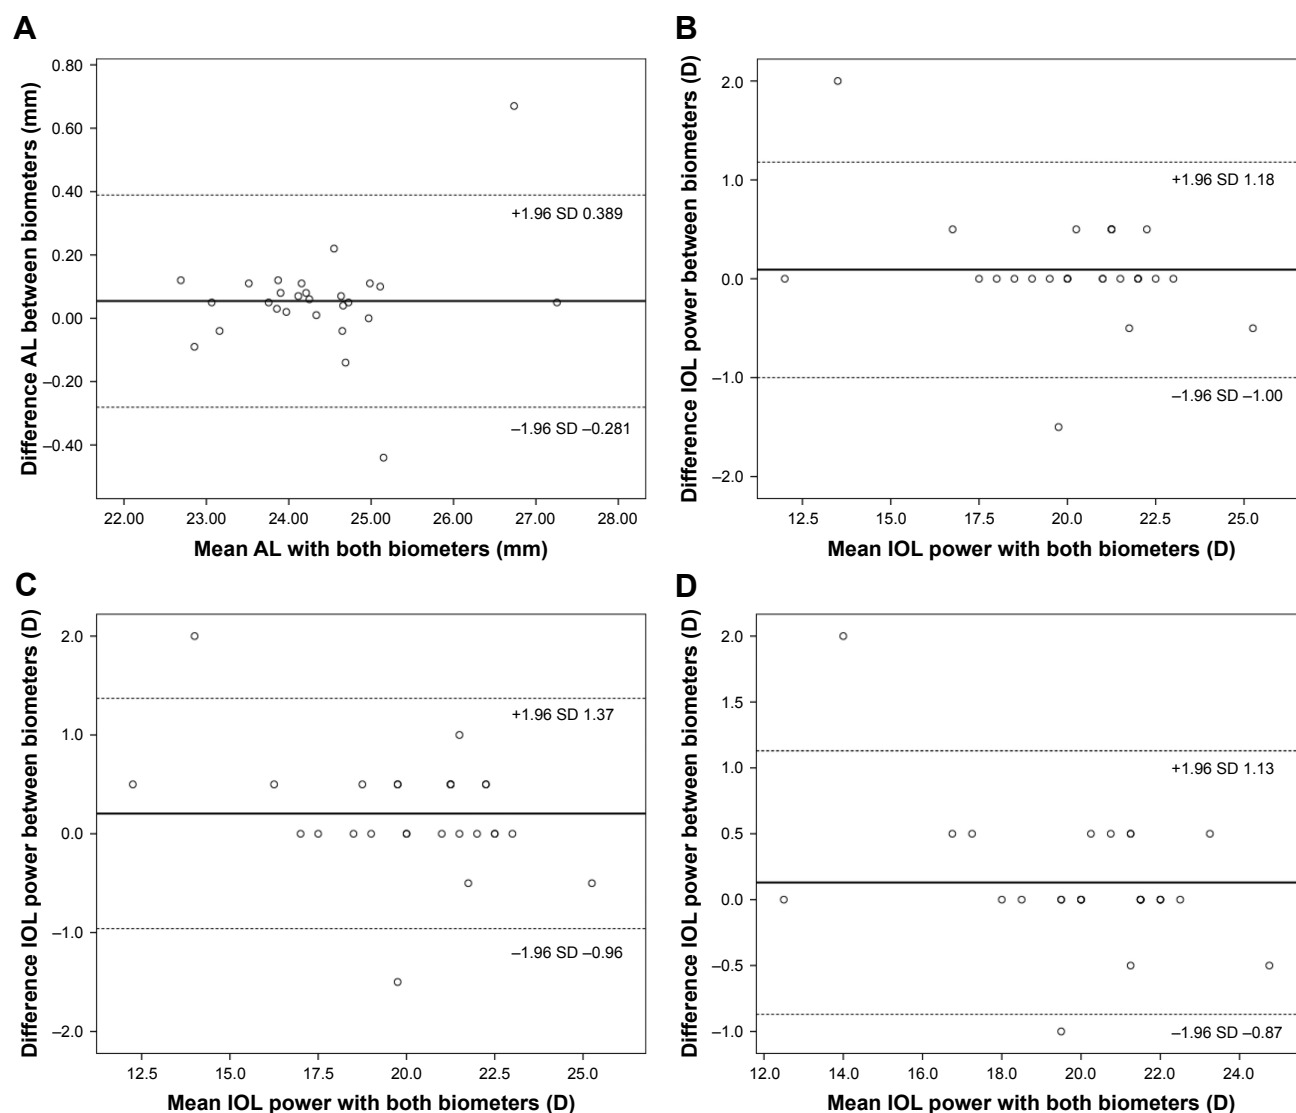 A
Difference AL between biometers (mm)
0.80
0.60
0.40
0.20
0.00
–0.20
–0.40
+1.96 SD 0.389
–1.96 SD –0.281
22.00 23.00 24.00 25.00 26.00 27.00 28.00
Mean AL with both biometers (mm)
B
Difference IOL power between biometers (D)
2.0
1.0
0.0
–1.0
–2.0
+1.96 SD 1.18
–1.96 SD –1.00
12.5 15.0 17.5 20.0 22.5 25.0
Mean IOL power with both biometers (D)
C
Difference IOL power between biometers (D)
2.0
1.0
0.0
–1.0
–2.0
+1.96 SD 1.37
–1.96 SD –0.96
12.5 15.0 17.5 20.0 22.5 25.0
Mean IOL power with both biometers (D)
D
Difference IOL power between biometers (D)
2.0
1.5
1.0
0.5
0.0
–0.5
–1.0
+1.96 SD 1.13
–1.96 SD –0.87
12.0 14.0 16.0 18.0 20.0 22.0 24.0
Mean IOL power with both biometers (D)